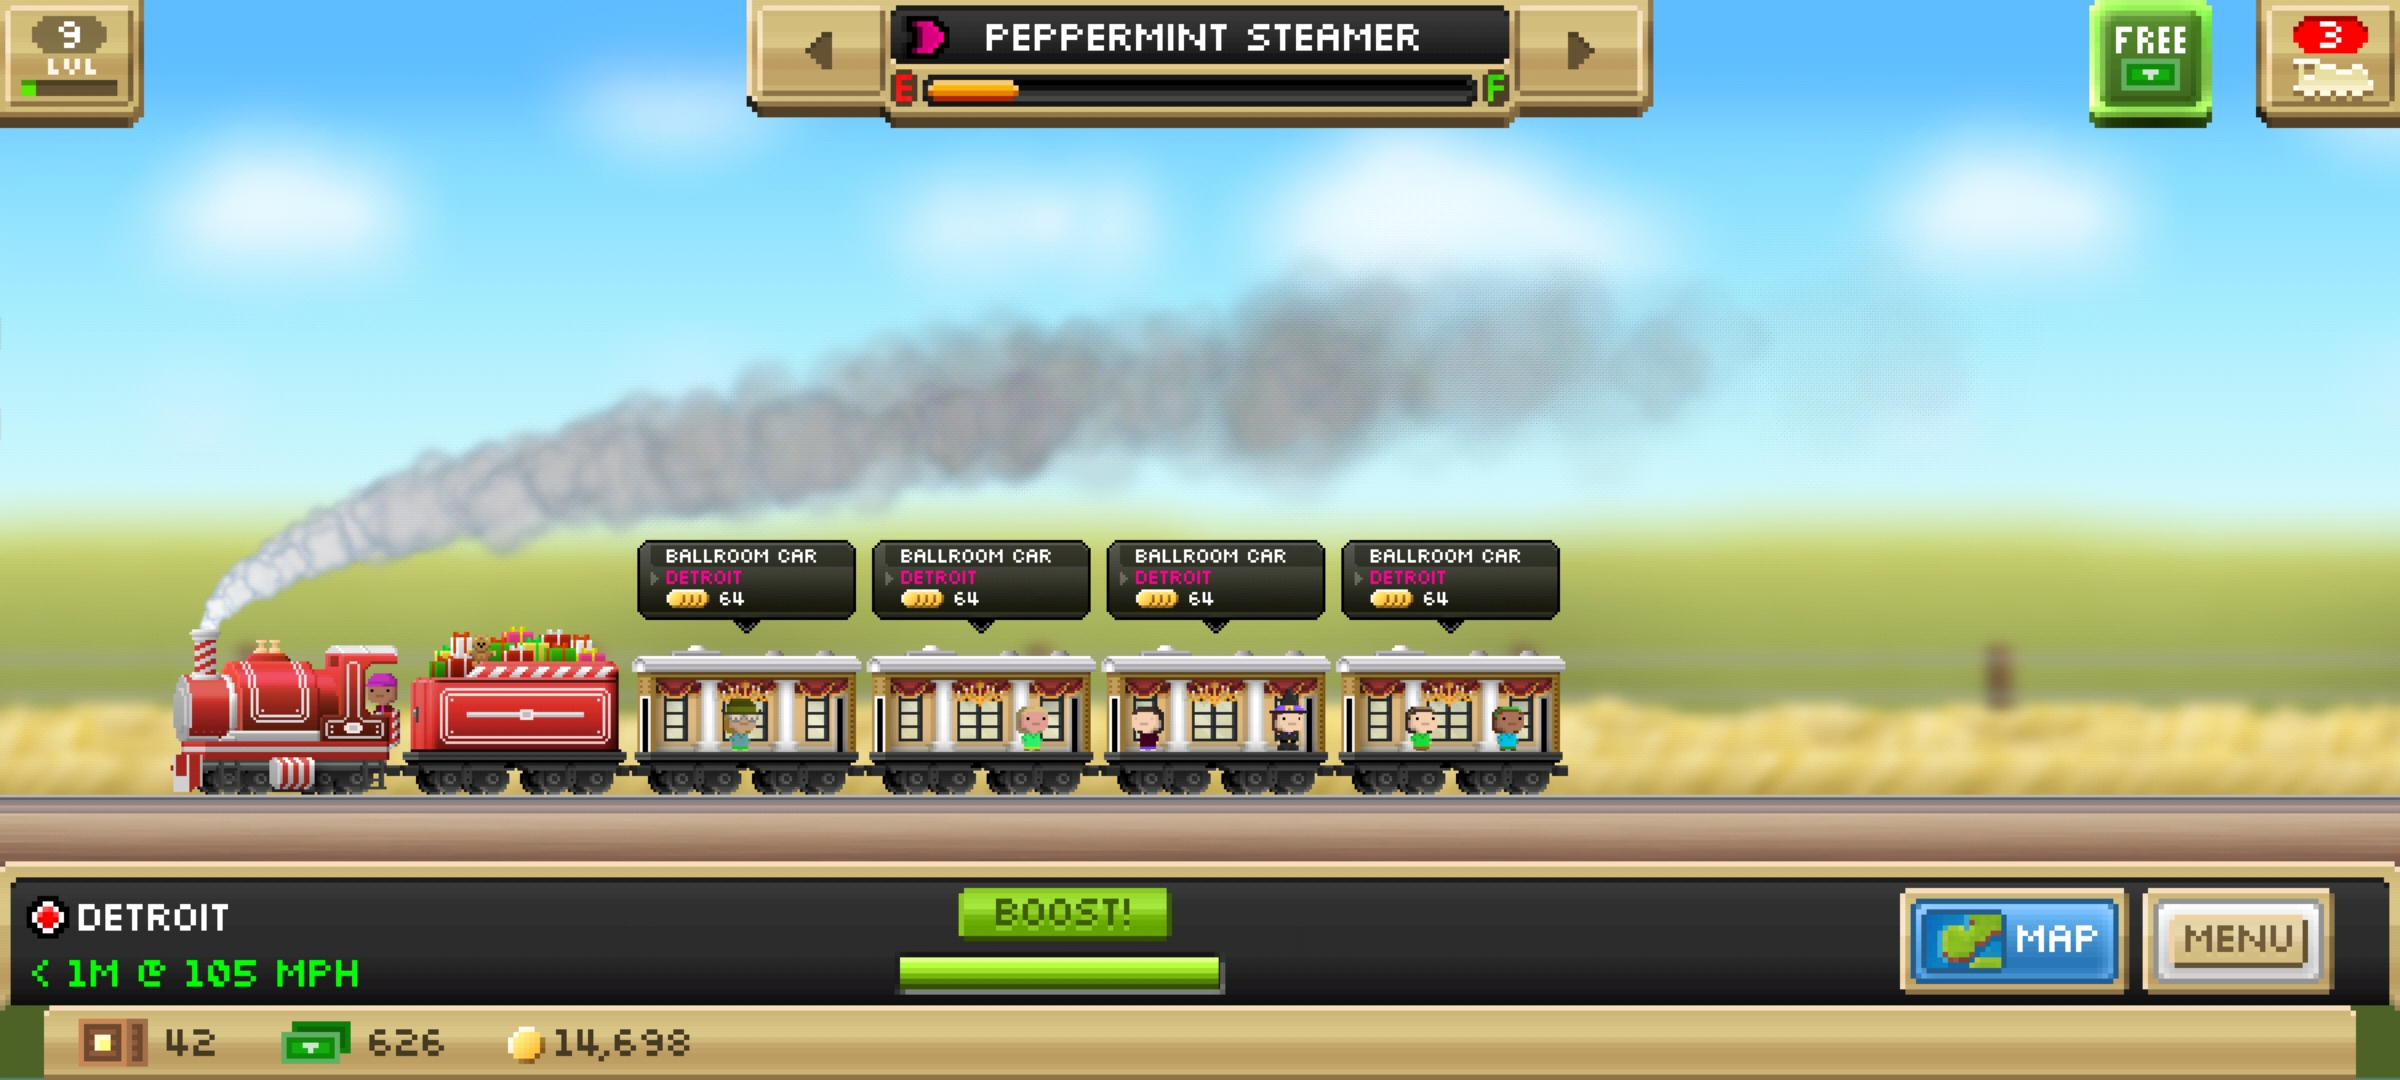 9
LVL
PEPPERMINT STEAMER
E F
FREE
3
BALLROOM CAR
DETROIT
64
BALLROOM CAR
DETROIT
64
BALLROOM CAR
DETROIT
64
BALLROOM CAR
DETROIT
64
DETROIT
< 1M @ 105 MPH
BOOST!
MAP
MENU
42
626
14,698